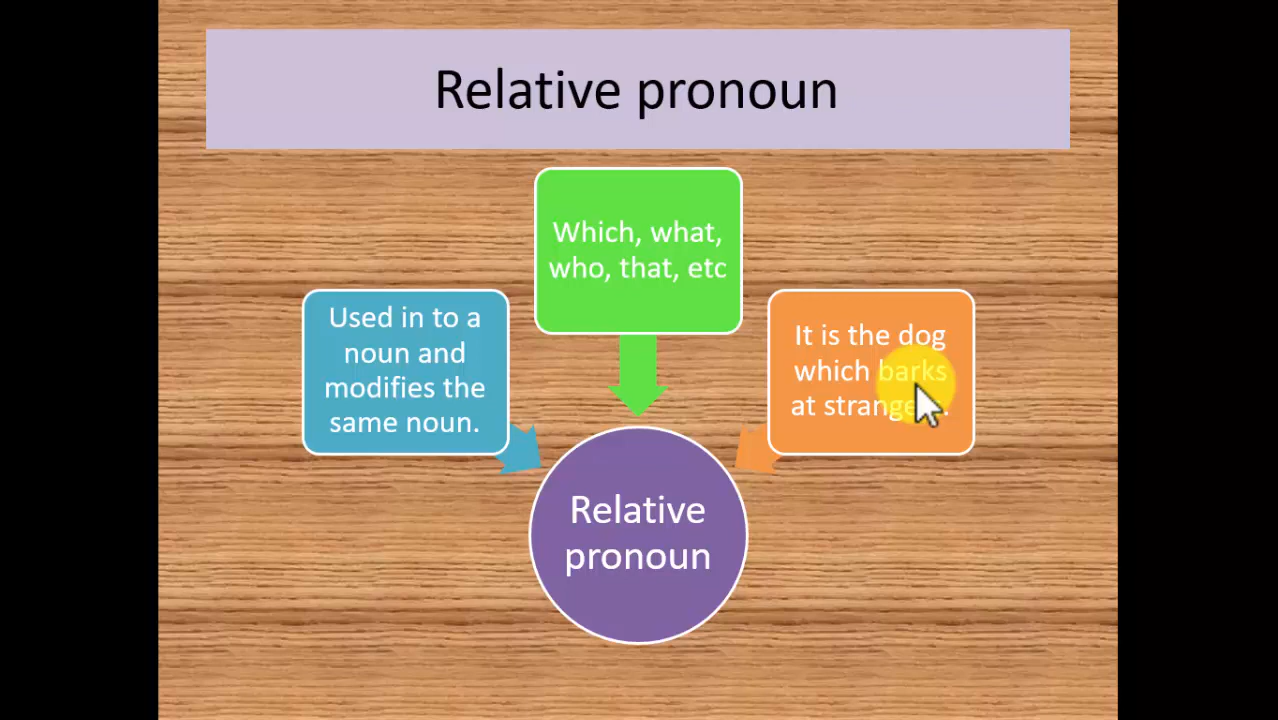 Relative pronoun
Which, what,
who, that, etc
Used in to a
noun and
modifies the
same noun.
It is the dog
which barks
at
Relative
pronoun